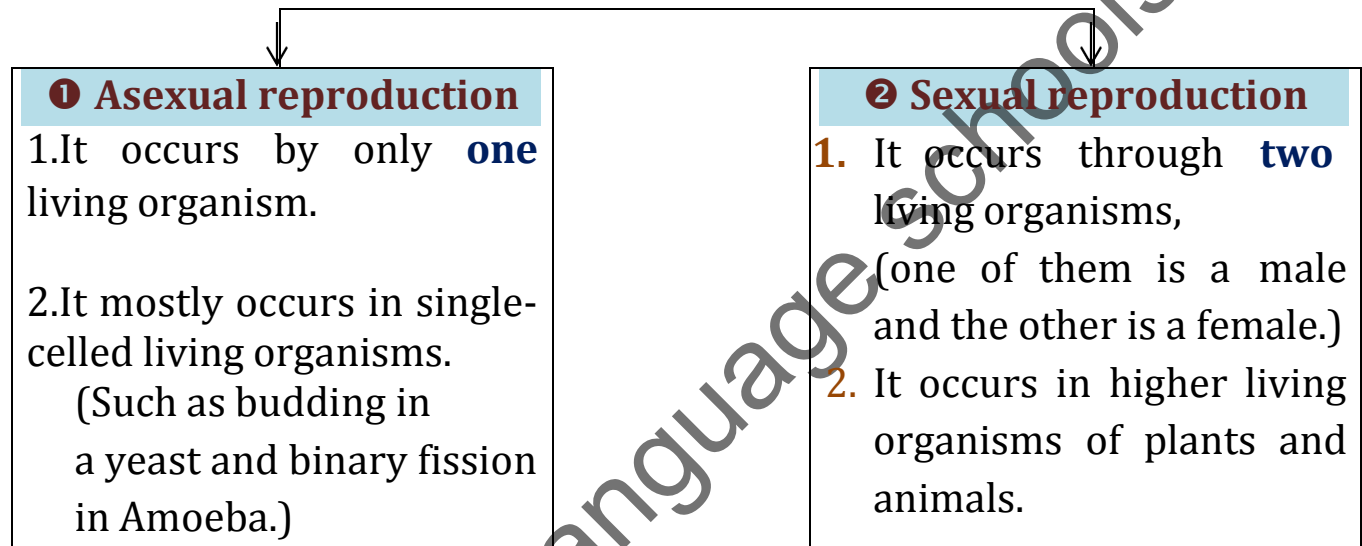 ❶ Asexual reproduction
1.It occurs by only one
living organism.
2.It mostly occurs in single-
celled living organisms.
(Such as budding in
a yeast and binary fission
in Amoeba.)
❷ Sexual reproduction
1. It occurs through two
living organisms,
(one of them is a male
and the other is a female.)
2. It occurs in higher living
organisms of plants and
animals.
anguage schools